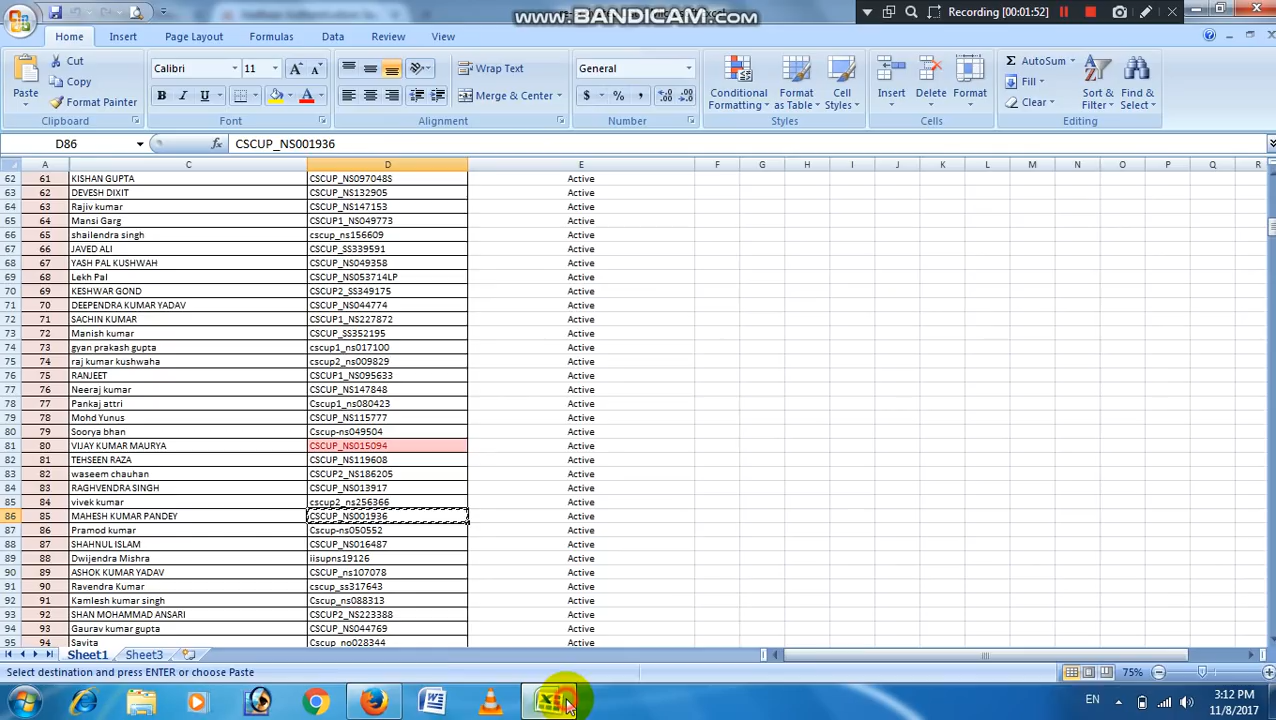 www.BANDICAM.com
Recording [00:01:52]
Home Insert Page Layout Formulas Data Review View
Paste Cut Copy Format Painter Clipboard
Calibri 11 B I U A Font
Wrap Text Merge & Center Alignment
General $ % , Number
Conditional Formatting Format as Table Cell Styles Styles
Insert Delete Format Cells
Σ AutoSum Fill Clear Sort & Filter Find & Select Editing
D86 fx CSCUP_NS001936
A C D E F G H I J K L M N O P Q R
62 61 KISHAN GUPTA CSCUP_NS097048S Active
63 62 DEVESH DIXIT CSCUP_NS132905 Active
64 63 Rajiv kumar CSCUP_NS147153 Active
65 64 Mansi Garg CSCUP1_NS049773 Active
66 65 shailendra singh cscup_ns156609 Active
67 66 JAVED ALI CSCUP_SS339591 Active
68 67 YASH PAL KUSHWAH CSCUP_NS049358 Active
69 68 Lekh Pal CSCUP_NS053714LP Active
70 69 KESHWAR GOND CSCUP2_SS349175 Active
71 70 DEEPENDRA KUMAR YADAV CSCUP_NS044774 Active
72 71 SACHIN KUMAR CSCUP1_NS227872 Active
73 72 Manish kumar CSCUP_SS352195 Active
74 73 gyan prakash gupta cscup1_ns017100 Active
75 74 raj kumar kushwaha cscup2_ns009829 Active
76 75 RANJEET CSCUP1_NS095633 Active
77 76 Neeraj kumar CSCUP_NS147848 Active
78 77 Pankaj attri Cscup1_ns080423 Active
79 78 Mohd Yunus CSCUP_NS115777 Active
80 79 Soorya bhan Cscup-ns049504 Active
81 80 VIJAY KUMAR MAURYA CSCUP_NS015094 Active
82 81 TEHSEEN RAZA CSCUP_NS119608 Active
83 82 waseem chauhan CSCUP2_NS186205 Active
84 83 RAGHVENDRA SINGH CSCUP_NS013917 Active
85 84 vivek kumar cscup2_ns256366 Active
86 85 MAHESH KUMAR PANDEY CSCUP_NS001936 Active
87 86 Pramod kumar Cscup-ns050552 Active
88 87 SHAHNUL ISLAM CSCUP_NS016487 Active
89 88 Dwijendra Mishra iisupns19126 Active
90 89 ASHOK KUMAR YADAV CSCUP_ns107078 Active
91 90 Ravendra Kumar cscup_ss317643 Active
92 91 Kamlesh kumar singh Cscup_ns088313 Active
93 92 SHAN MOHAMMAD ANSARI CSCUP2_NS223388 Active
94 93 Gaurav kumar gupta CSCUP_NS044769 Active
95 94 Savita Cscup_no028344 Active
Sheet1 Sheet3
Select destination and press ENTER or choose Paste 75%
EN 3:12 PM
11/8/2017